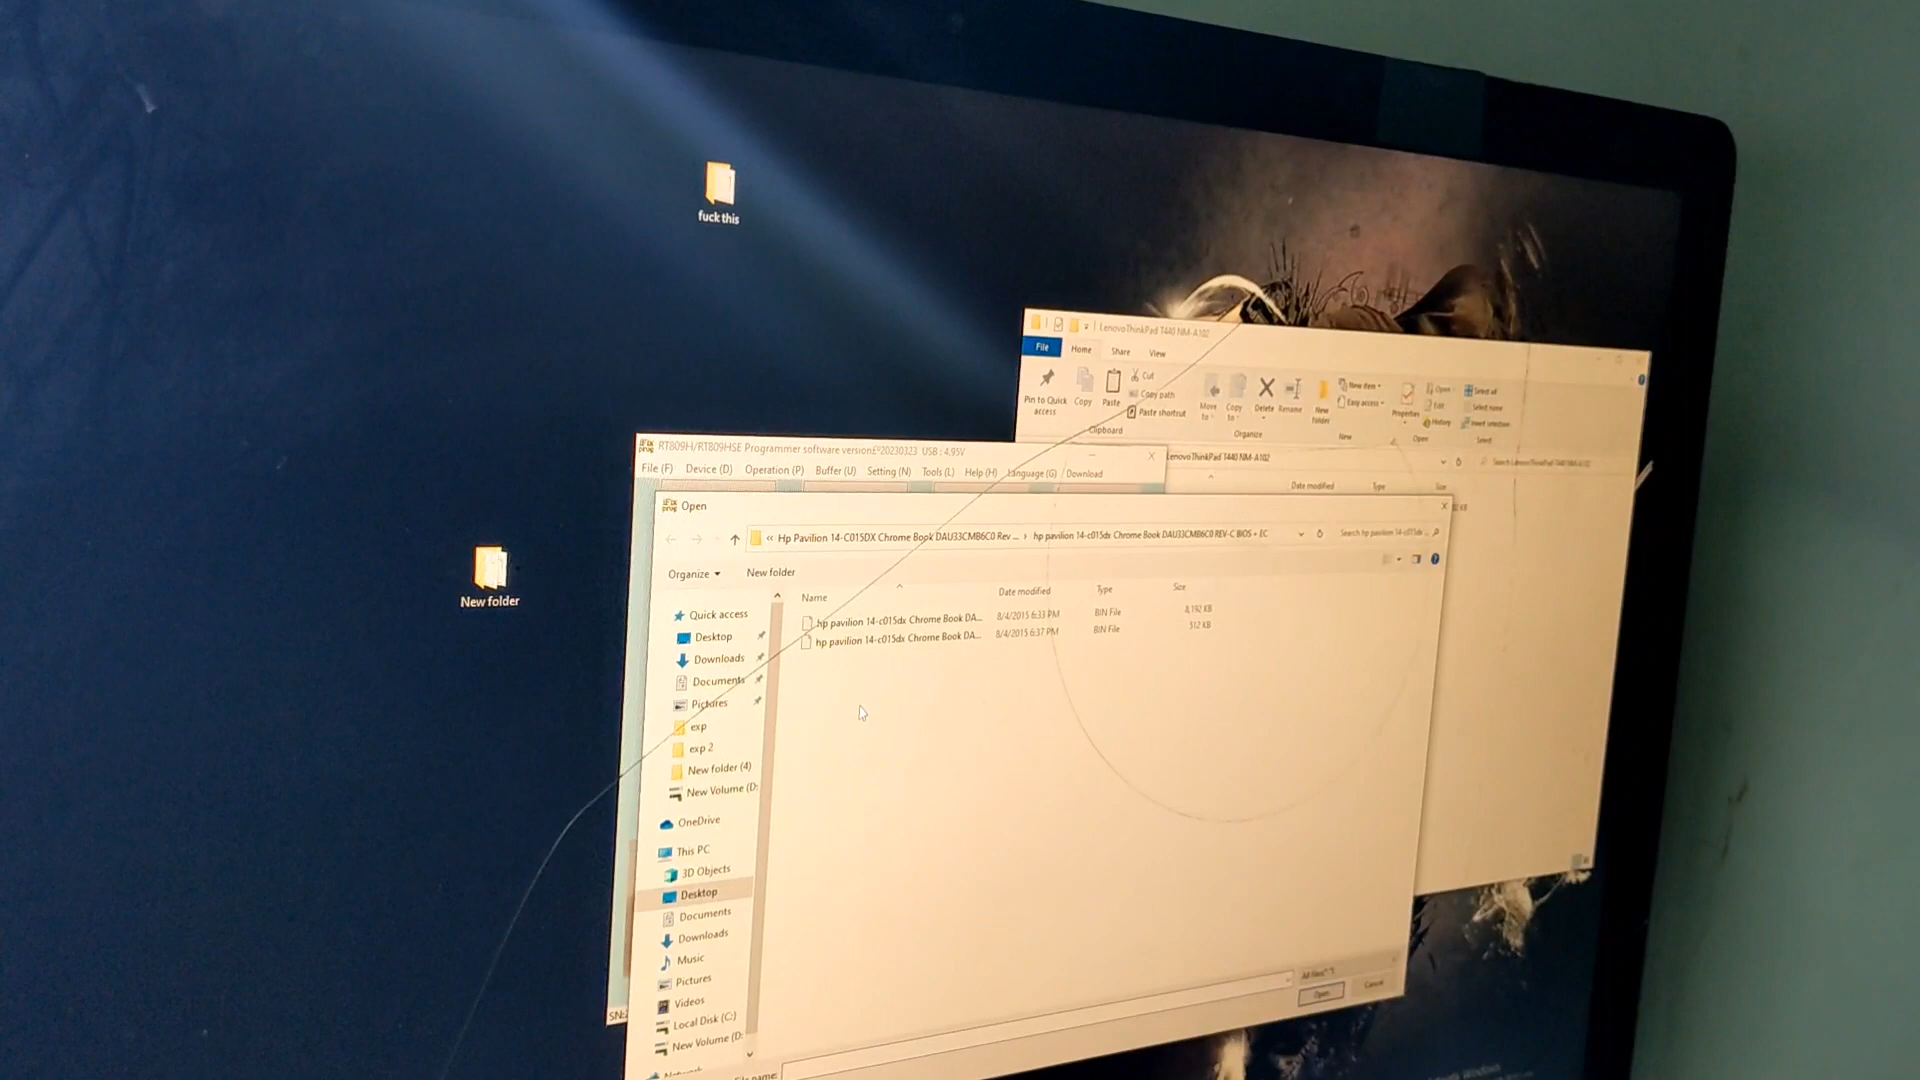 fuck this
New folder
LenovoThinkPad T440 NM-A102
File Home Share View
Pin to Quick access
Copy
Paste
Cut
Copy path
Paste shortcut
Clipboard
Move to
Copy to
Delete
Rename
New folder
Organize
New item
Easy access
New
Properties
Open
Edit
History
Open
Select all
Select none
Invert selection
Select
LenovoThinkPad T440 NM-A102
Search LenovoThinkPad T440 NM-A102
Date modified Type Size
iFix prog RT809H/RT809HSE Programmer software version£º20230323 USB : 4.95V
File (F) Device (D) Operation (P) Buffer (U) Setting (N) Tools (L) Help (H) Language (G) Download
iFix prog Open
« Hp Pavilion 14-C015DX Chrome Book DAU33CMB6C0 Rev ... › hp pavilion 14-c015dx Chrome Book DAU33CMB6C0 REV-C BIOS + EC
Search hp pavilion 14-c015dx ...
Organize New folder
Name Date modified Type Size
hp pavilion 14-c015dx Chrome Book DA... 8/4/2015 6:33 PM BIN File 8,192 KB
hp pavilion 14-c015dx Chrome Book DA... 8/4/2015 6:37 PM BIN File 512 KB
Quick access
Desktop
Downloads
Documents
Pictures
exp
exp 2
New folder (4)
New Volume (D:
OneDrive
This PC
3D Objects
Desktop
Documents
Downloads
Music
Pictures
Videos
Local Disk (C:)
New Volume (D:
File name:
All files(*.*)
Open Cancel
SN: